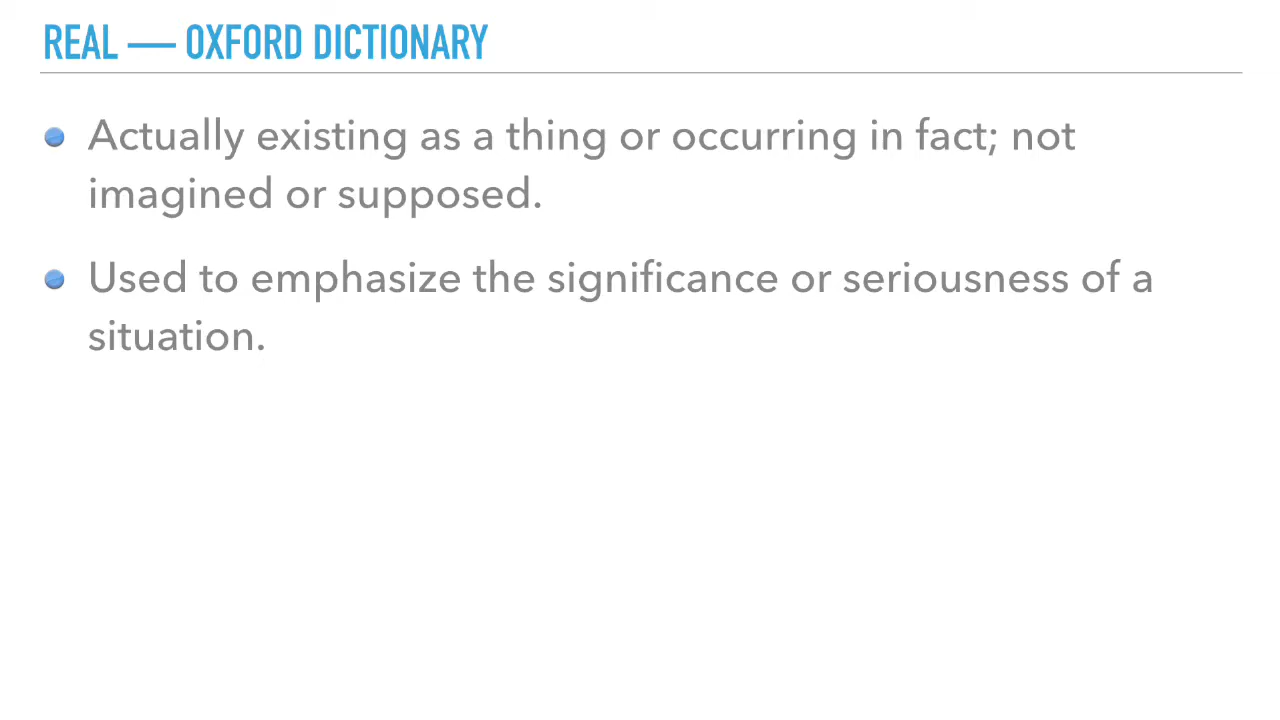 REAL — OXFORD DICTIONARY
Actually existing as a thing or occurring in fact; not
imagined or supposed.
Used to emphasize the significance or seriousness of a
situation.